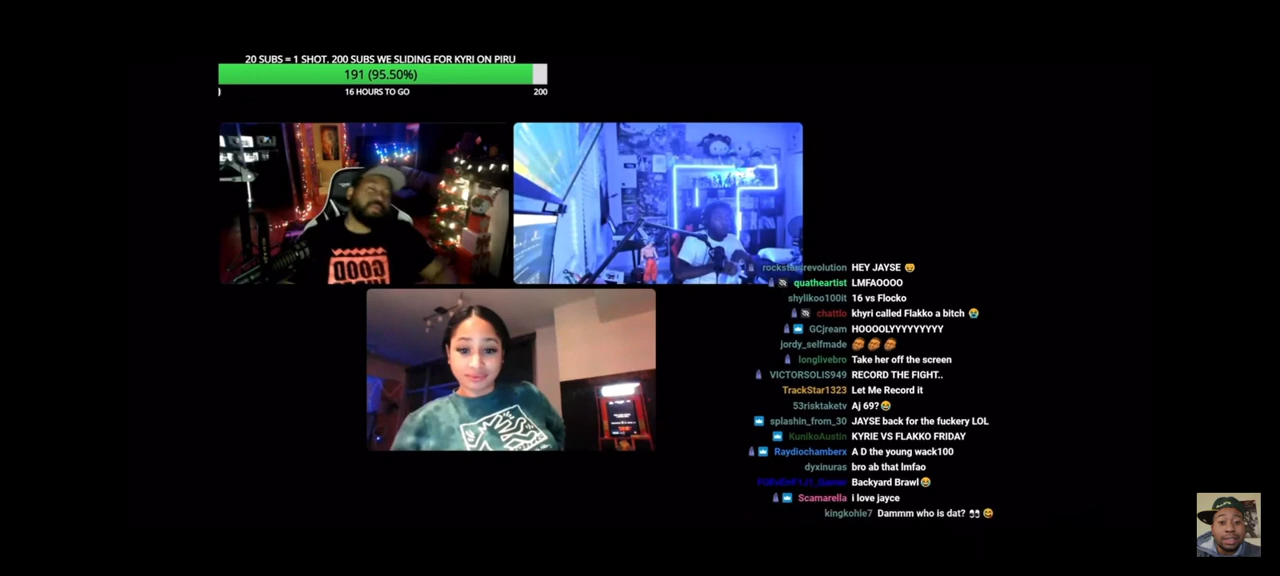 20 SUBS = 1 SHOT. 200 SUBS WE SLIDING FOR KYRI ON PIRU
191 (95.50%)
16 HOURS TO GO
200
GOOD
rockstarrevolution HEY JAYSE
quatheartist LMFAOOOO
shylikoo100it 16 vs Flocko
chattlo khyri called Flakko a bitch 😭
GCjream HOOOOLYYYYYYYYY
jordy_selfmade
longlivebro Take her off the screen
VICTORSOLIS949 RECORD THE FIGHT..
TrackStar1323 Let Me Record it
53risktaketv Aj 69? 😂
splashin_from_30 JAYSE back for the fuckery LOL
KunikoAustin KYRIE VS FLAKKO FRIDAY
Raydiochamberx A D the young wack100
dyxinuras bro ab that lmfao
Backyard Brawl 😂
Scamarella i love jayce
kingkohle7 Dammm who is dat? 👀 😄